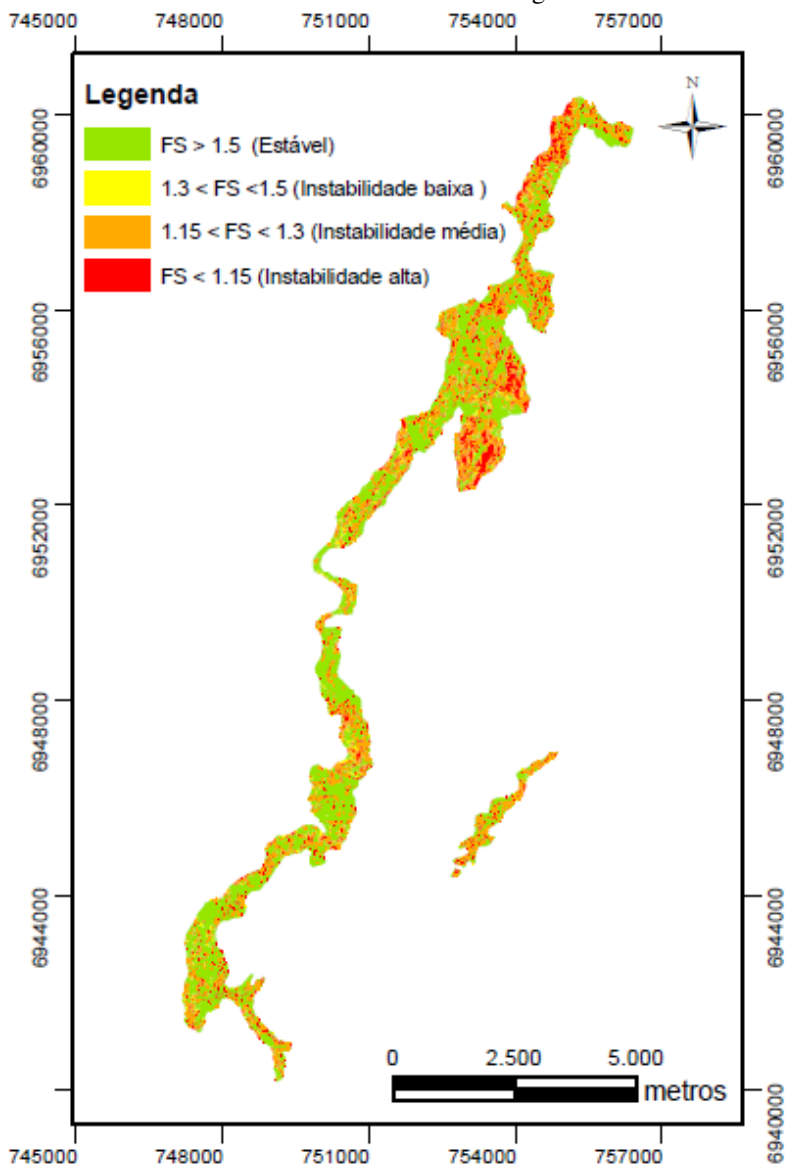 745000 748000 751000 754000 757000
Legenda
N
FS > 1.5 (Estável)
1.3 < FS <1.5 (Instabilidade baixa )
1.15 < FS < 1.3 (Instabilidade média)
FS < 1.15 (Instabilidade alta)
6960000 6960000
6956000 6956000
6952000 6952000
6948000 6948000
6944000 6944000
0 2.500 5.000
metros
6940000
745000 748000 751000 754000 757000